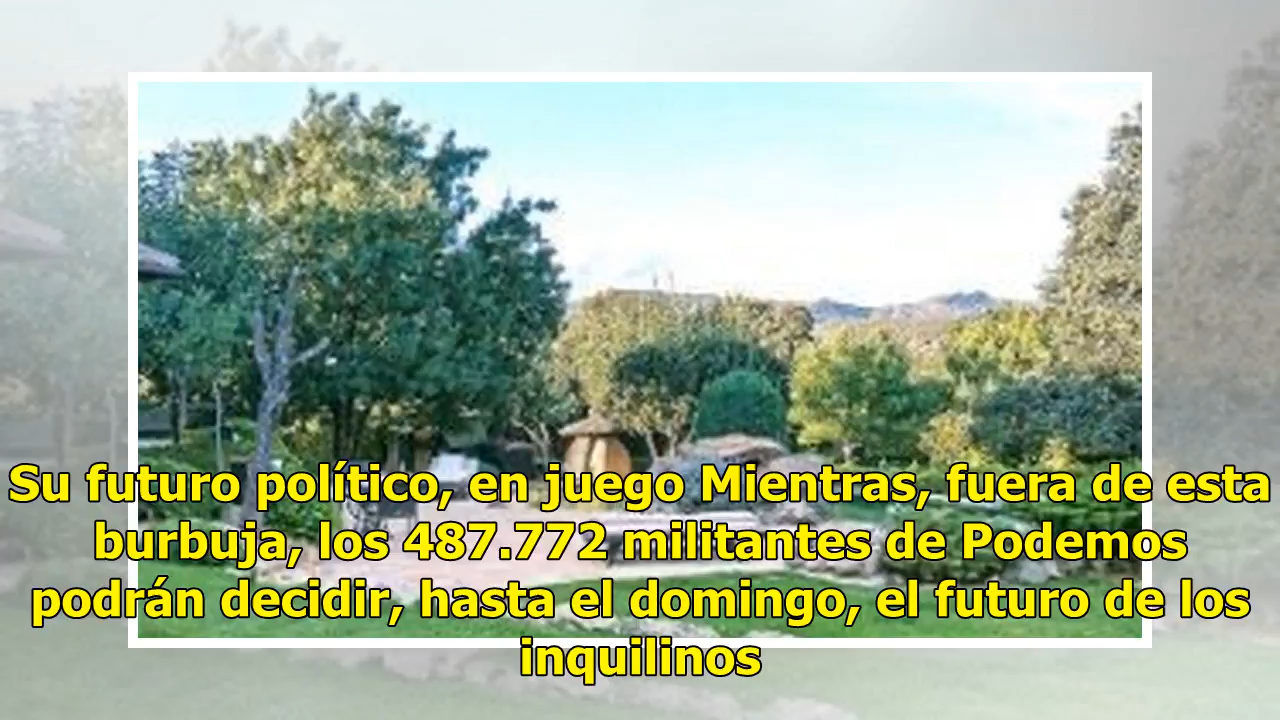 Su futuro político, en juego Mientras, fuera de esta
burbuja, los 487.772 militantes de Podemos
podrán decidir, hasta el domingo, el futuro de los
inquilinos